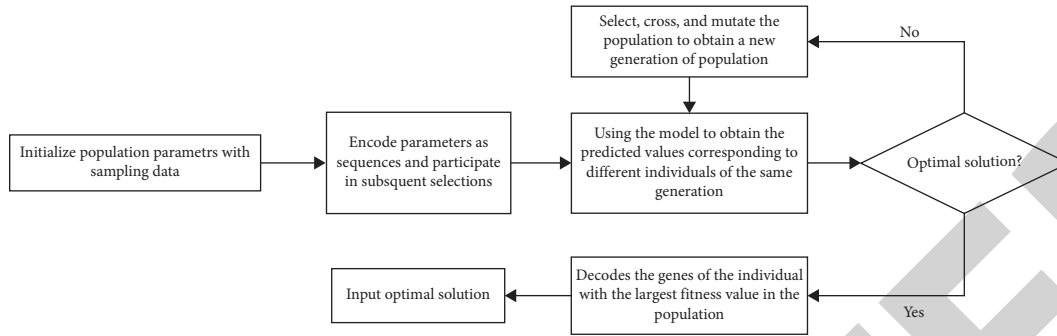 Select, cross, and mutate the
population to obtain a new
generation of population
No
Initialize population parametrs with
sampling data
Encode parameters as
sequences and participate
in subsquent selections
Using the model to obtain the
predicted values corresponding to
different individuals of the same
generation
Optimal solution?
Input optimal solution
Decodes the genes of the individual
with the largest fitness value in the
population
Yes